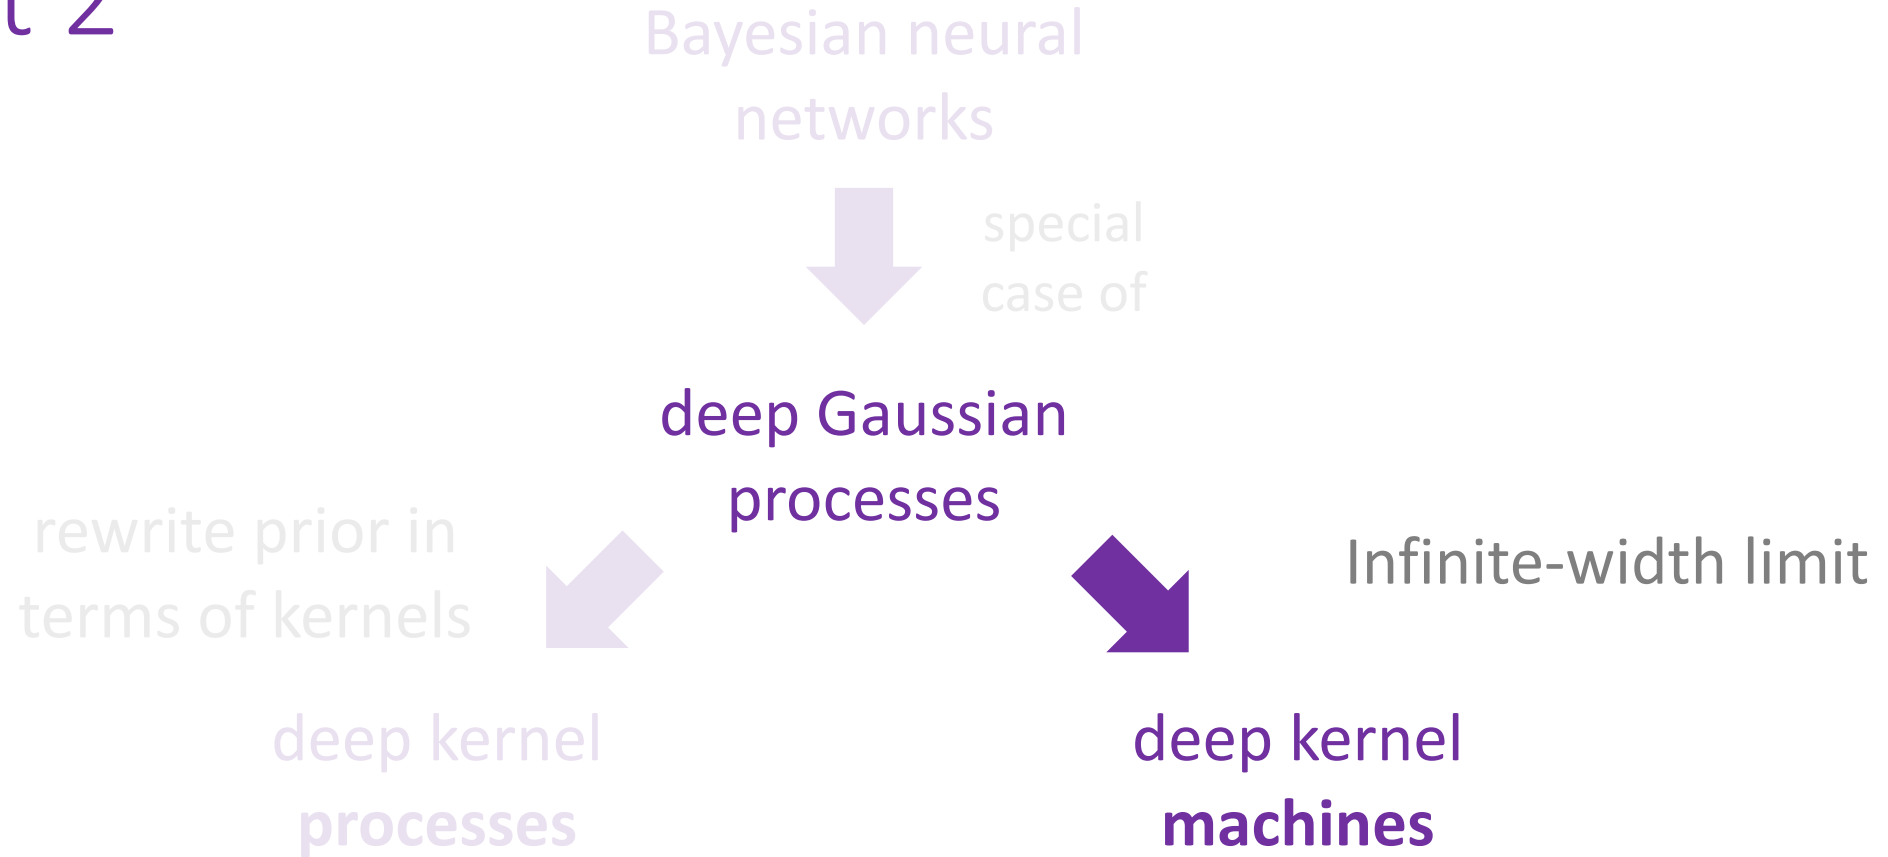 t 2
Bayesian neural
networks
special
case of
deep Gaussian
processes
rewrite prior in
terms of kernels
Infinite-width limit
deep kernel
processes
deep kernel
machines